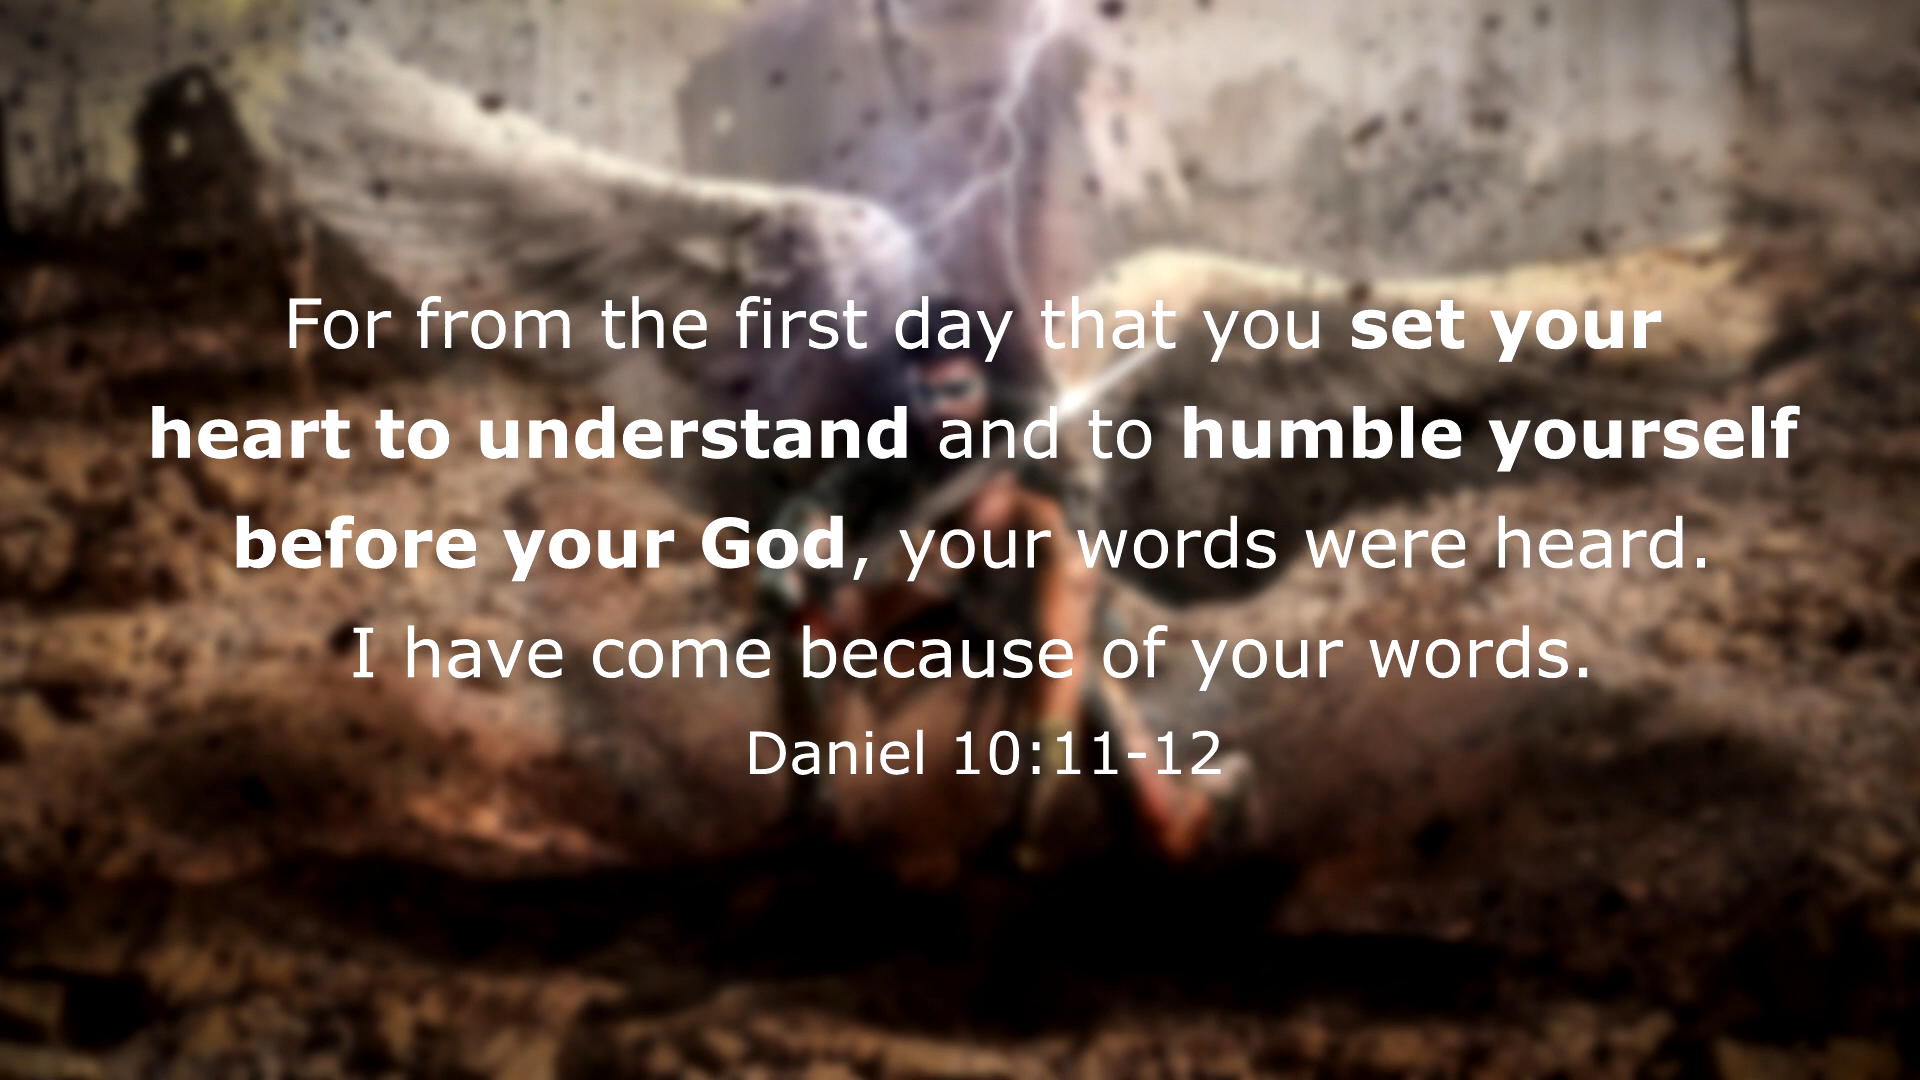 For from the first day that you set your
heart to understand and to humble yourself
before your God, your words were heard.
I have come because of your words.
Daniel 10:11-12